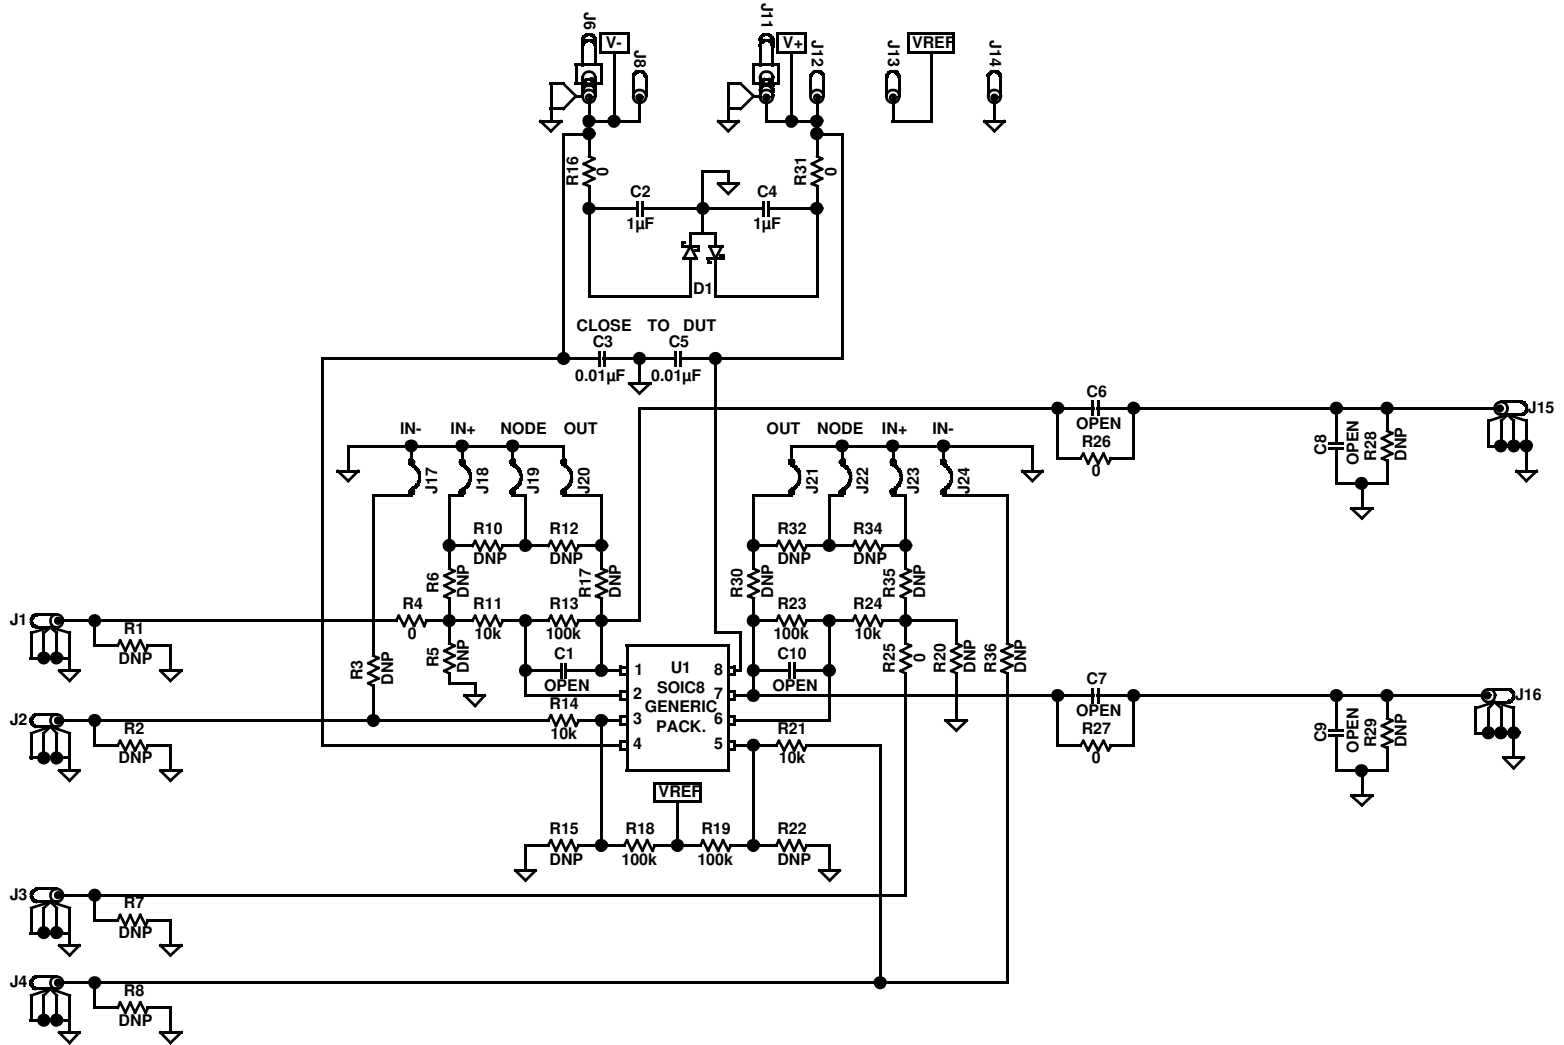 J6
V-
J8
J11
V+
J12
J13
VREF
J14
R16
0
R31
0
C2
1µF
C4
1µF
D1
CLOSE TO DUT
C3
0.01µF
C5
0.01µF
C6
OPEN
R26
0
J15
C8
OPEN
R28
DNP
IN- IN+ NODE OUT
J17
J18
J19
J20
OUT NODE IN+ IN-
J21
J22
J23
J24
R10
DNP
R12
DNP
R32
DNP
R34
DNP
R6
DNP
R17
DNP
R30
DNP
R35
DNP
J1
R1
DNP
R4
0
R11
10k
R13
100k
R23
100k
R24
10k
R3
DNP
R5
DNP
C1
OPEN
C10
OPEN
R25
0
R20
DNP
R36
DNP
U1
SOIC8
GENERIC
PACK.
1
2
3
4
8
7
6
5
J2
R2
DNP
R14
10k
R21
10k
C7
OPEN
R27
0
J16
C9
OPEN
R29
DNP
VREF
R15
DNP
R18
100k
R19
100k
R22
DNP
J3
R7
DNP
J4
R8
DNP